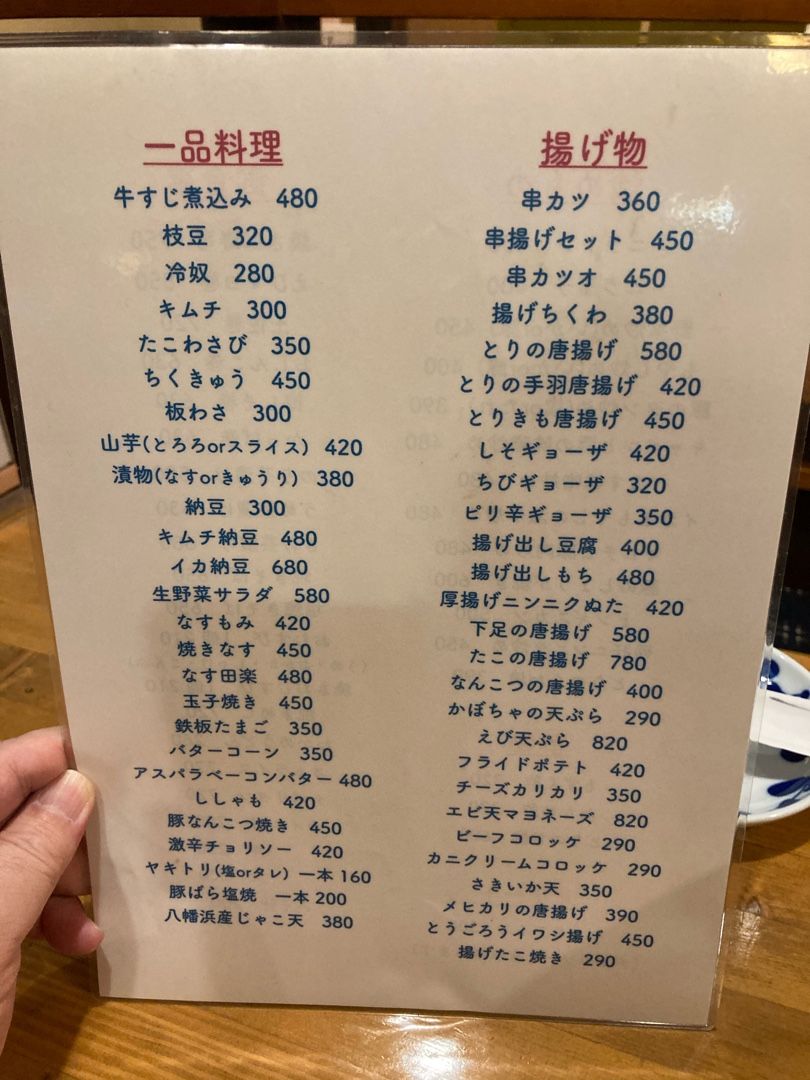 一品料理
牛すじ煮込み 480
枝豆 320
冷奴 280
キムチ 300
たこわさび 350
ちくきゅう 450
板わさ 300
山芋(とろろorスライス) 420
漬物(なすorきゅうり) 380
納豆 300
キムチ納豆 480
イカ納豆 680
生野菜サラダ 580
なすもみ 420
焼きなす 450
なす田楽 480
玉子焼き 450
鉄板たまご 350
バターコーン 350
アスパラベーコンバター 480
ししゃも 420
豚なんこつ焼き 450
激辛チョリソー 420
ヤキトリ(塩orタレ) 一本 160
豚ばら塩焼 一本 200
八幡浜産じゃこ天 380
揚げ物
串カツ 360
串揚げセット 450
串カツオ 450
揚げちくわ 380
とりの唐揚げ 580
とりの手羽唐揚げ 420
とりきも唐揚げ 450
しそギョーザ 420
ちびギョーザ 320
ピリ辛ギョーザ 350
揚げ出し豆腐 400
揚げ出しもち 480
厚揚げニンニクぬた 420
下足の唐揚げ 580
たこの唐揚げ 780
なんこつの唐揚げ 400
かぼちゃの天ぷら 290
えび天ぷら 820
フライドポテト 420
チーズカリカリ 350
エビ天マヨネーズ 820
ビーフコロッケ 290
カニクリームコロッケ 290
さきいか天 350
メヒカリの唐揚げ 390
とうごろうイワシ揚げ 450
揚げたこ焼き 290